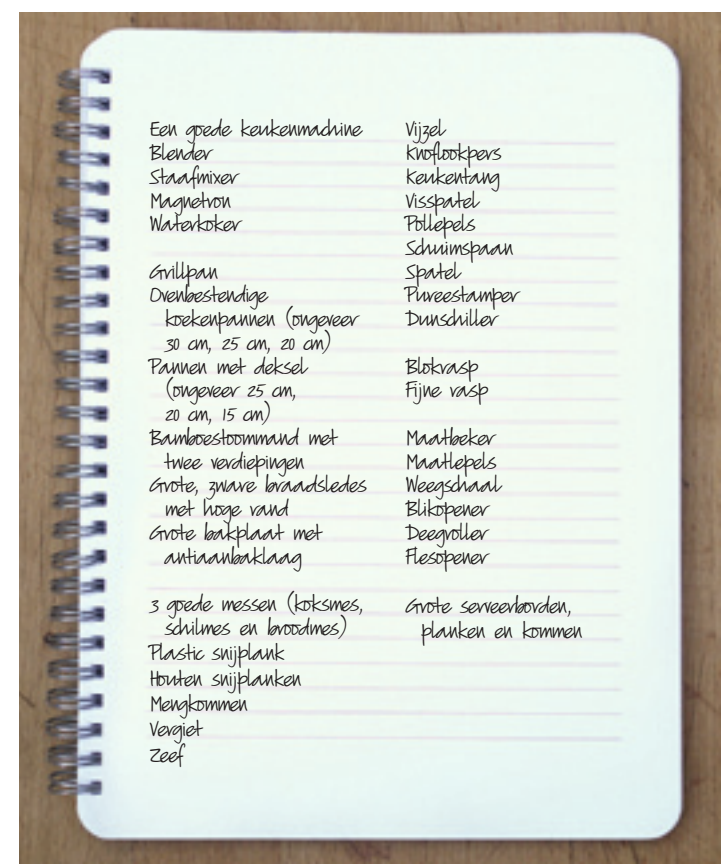 Een goede keukenmachine
Blender
Staafmixer
Magnetron
Waterkoker
Grillpan
Ovenbestendige
koekenpannen (ongeveer
30 cm, 25 cm, 20 cm)
Pannen met deksel
(ongeveer 25 cm,
20 cm, 15 cm)
Bamboestoommand met
twee verdiepingen
Grote, zware braadsledes
met hoge rand
Grote bakplaat met
antiaanbaklaag
3 goede messen (koksmes,
schilmes en broodmes)
Plastic snijplank
Houten snijplanken
Mengkommen
Vergiet
Zeef
Vijzel
Knoflookpers
Keukentang
Visspatel
Pollepels
Schuimspaan
Spatel
Pureestamper
Dunschiller
Blokrasp
Fijne rasp
Maatbeker
Maatlepels
Weegschaal
Blikopener
Deegroller
Flesopener
Grote serveerborden,
planken en kommen